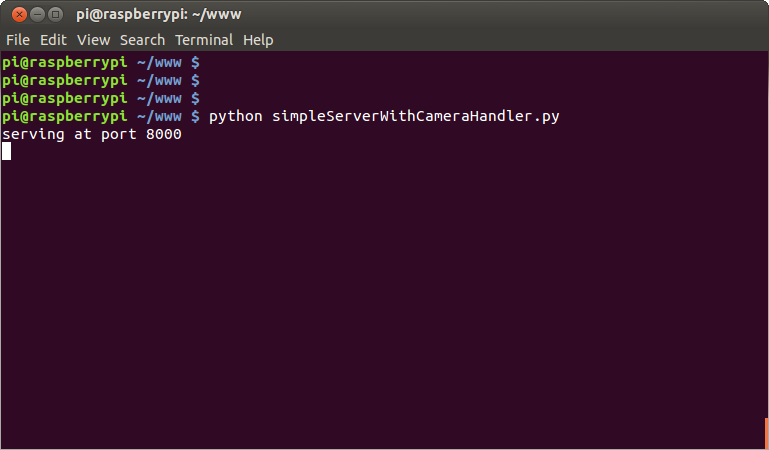 pi@raspberrypi: ~/www
File Edit View Search Terminal Help
pi@raspberrypi ~/www $
pi@raspberrypi ~/www $
pi@raspberrypi ~/www $
pi@raspberrypi ~/www $ python simpleServerWithCameraHandler.py
serving at port 8000